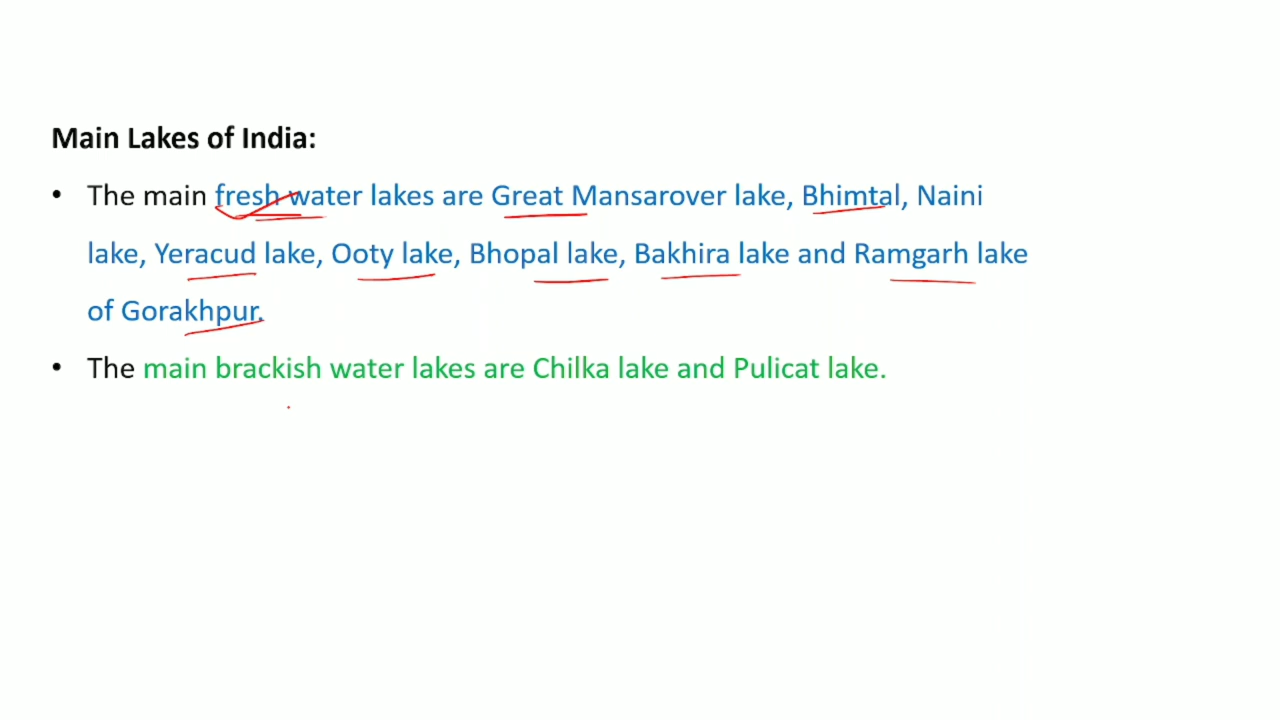 Main Lakes of India:
• The main fresh water lakes are Great Mansarover lake, Bhimtal, Naini
lake, Yeracud lake, Ooty lake, Bhopal lake, Bakhira lake and Ramgarh lake
of Gorakhpur.
• The main brackish water lakes are Chilka lake and Pulicat lake.